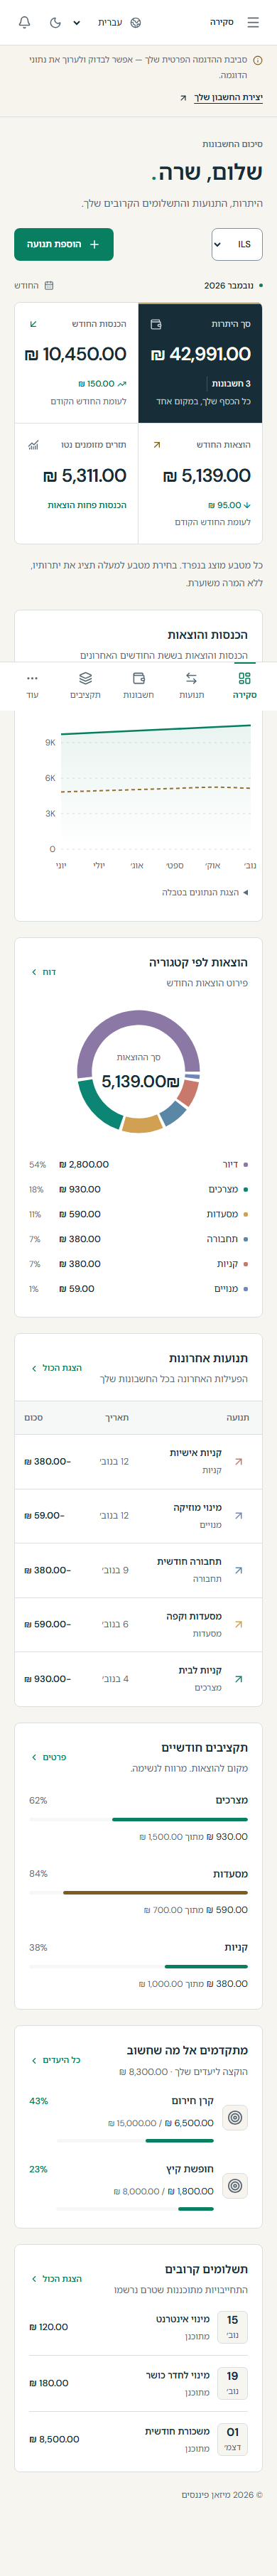 סקירה
עברית
סביבת ההדגמה הפרטית שלך — אפשר לבדוק ולערוך את נתוני
הדוגמה.
יצירת החשבון שלך
סיכום החשבונות
שלום, שרה.
היתרות, התנועות והתשלומים הקרובים שלך.
ILS
הוספת תנועה
נובמבר 2026
החודש
סך היתרות
42,991.00 ₪
3 חשבונות
כל הכסף שלך, במקום אחד
הכנסות החודש
10,450.00 ₪
150.00 ₪
לעומת החודש הקודם
הוצאות החודש
5,139.00 ₪
95.00 ₪
לעומת החודש הקודם
תזרים מזומנים נטו
5,311.00 ₪
הכנסות פחות הוצאות
כל מטבע מוצג בנפרד. בחירת מטבע למעלה תציג את יתרותיו,
ללא המרה משוערת.
הכנסות והוצאות
הכנסות והוצאות בששת החודשים האחרונים
סקירה
תנועות
חשבונות
תקציבים
עוד
9K
6K
3K
0
יוני
יולי
אוג׳
ספט׳
אוק׳
נוב׳
הצגת הנתונים בטבלה
הוצאות לפי קטגוריה
דוח
פירוט הוצאות החודש
סך ההוצאות
5,139.00₪
דיור
2,800.00 ₪
54%
מצרכים
930.00 ₪
18%
מסעדות
590.00 ₪
11%
תחבורה
380.00 ₪
7%
קניות
380.00 ₪
7%
מנויים
59.00 ₪
1%
תנועות אחרונות
הצגת הכול
הפעילות האחרונה בכל החשבונות שלך
תנועה
תאריך
סכום
קניות אישיות
קניות
12 בנוב׳
−380.00 ₪
מינוי מוזיקה
מנויים
12 בנוב׳
−59.00 ₪
תחבורה חודשית
תחבורה
9 בנוב׳
−380.00 ₪
מסעדות וקפה
מסעדות
6 בנוב׳
−590.00 ₪
קניות לבית
מצרכים
4 בנוב׳
−930.00 ₪
תקציבים חודשיים
פרטים
מקום להוצאות. מרווח לנשימה.
מצרכים
62%
930.00 ₪ מתוך 1,500.00 ₪
מסעדות
84%
590.00 ₪ מתוך 700.00 ₪
קניות
38%
380.00 ₪ מתוך 1,000.00 ₪
מתקדמים אל מה שחשוב
כל היעדים
הוקצה ליעדים שלך · 8,300.00 ₪
קרן חירום
43%
6,500.00 ₪ / 15,000.00 ₪
חופשת קיץ
23%
1,800.00 ₪ / 8,000.00 ₪
תשלומים קרובים
הצגת הכול
התחייבויות מתוכננות שטרם נרשמו
15
נוב׳
מינוי אינטרנט
מתוכנן
120.00 ₪
19
נוב׳
מינוי לחדר כושר
מתוכנן
180.00 ₪
01
דצמ׳
משכורת חודשית
מתוכנן
8,500.00 ₪
© 2026 מיזאן פיננסים